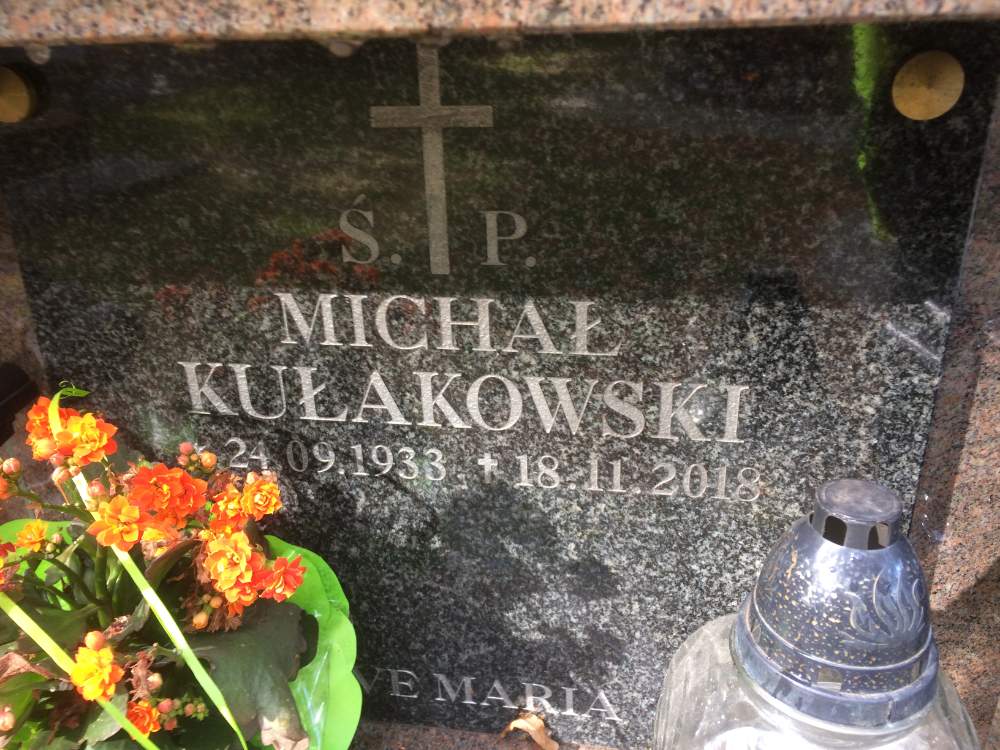 Ś. P.
MICHAŁ
KUŁAKOWSKI
* 24.09.1933 ✝ 18.11.2018
VE MARIA